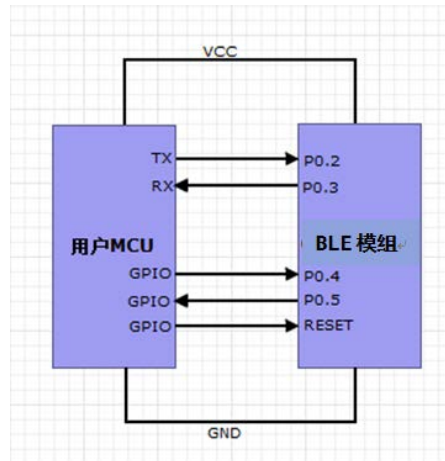 VCC
TX
P0.2
RX
P0.3
用户MCU
BLE 模组
GPIO
P0.4
GPIO
P0.5
GPIO
RESET
GND